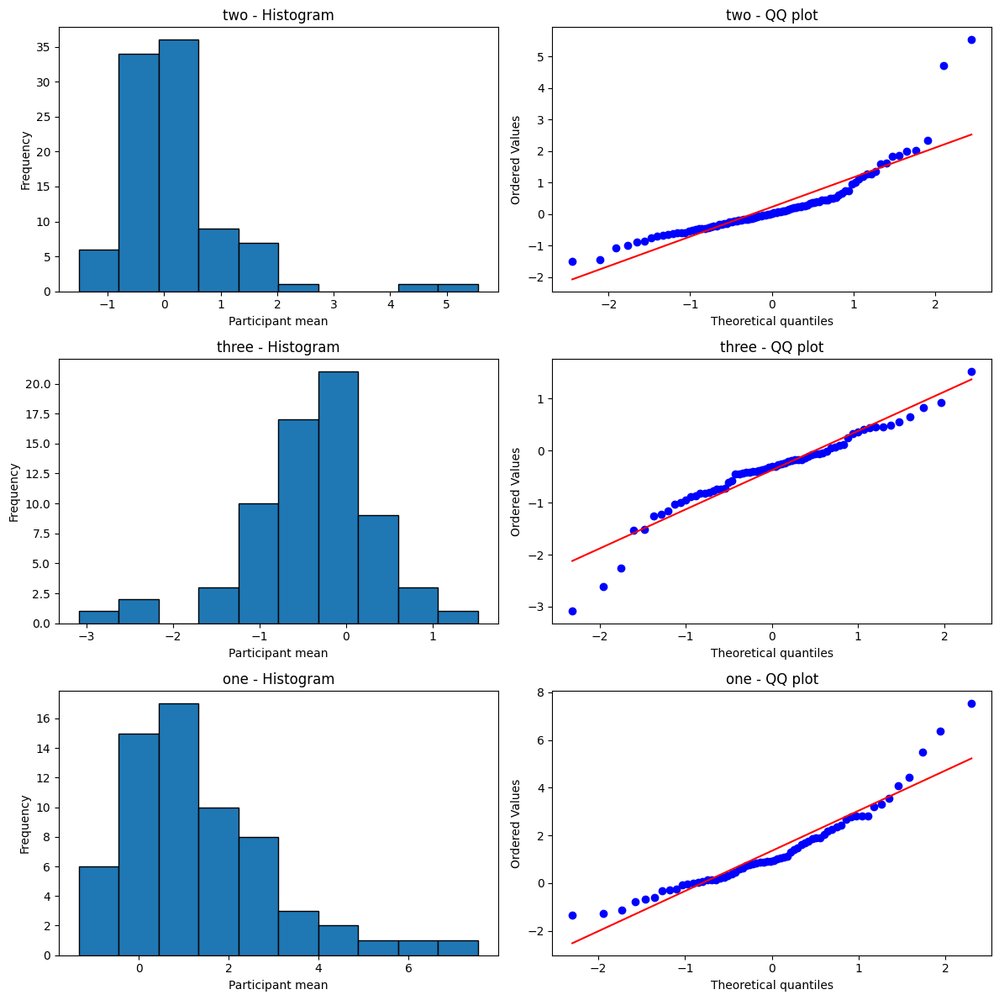 two - Histogram
Frequency
35
30
25
20
15
10
5
0
−1 0 1 2 3 4 5
Participant mean
two - QQ plot
Ordered Values
5
4
3
2
1
0
−1
−2
−2 −1 0 1 2
Theoretical quantiles
three - Histogram
Frequency
20.0
17.5
15.0
12.5
10.0
7.5
5.0
2.5
0.0
−3 −2 −1 0 1
Participant mean
three - QQ plot
Ordered Values
1
0
−1
−2
−3
−2 −1 0 1 2
Theoretical quantiles
one - Histogram
Frequency
16
14
12
10
8
6
4
2
0
0 2 4 6
Participant mean
one - QQ plot
Ordered Values
8
6
4
2
0
−2
−2 −1 0 1 2
Theoretical quantiles